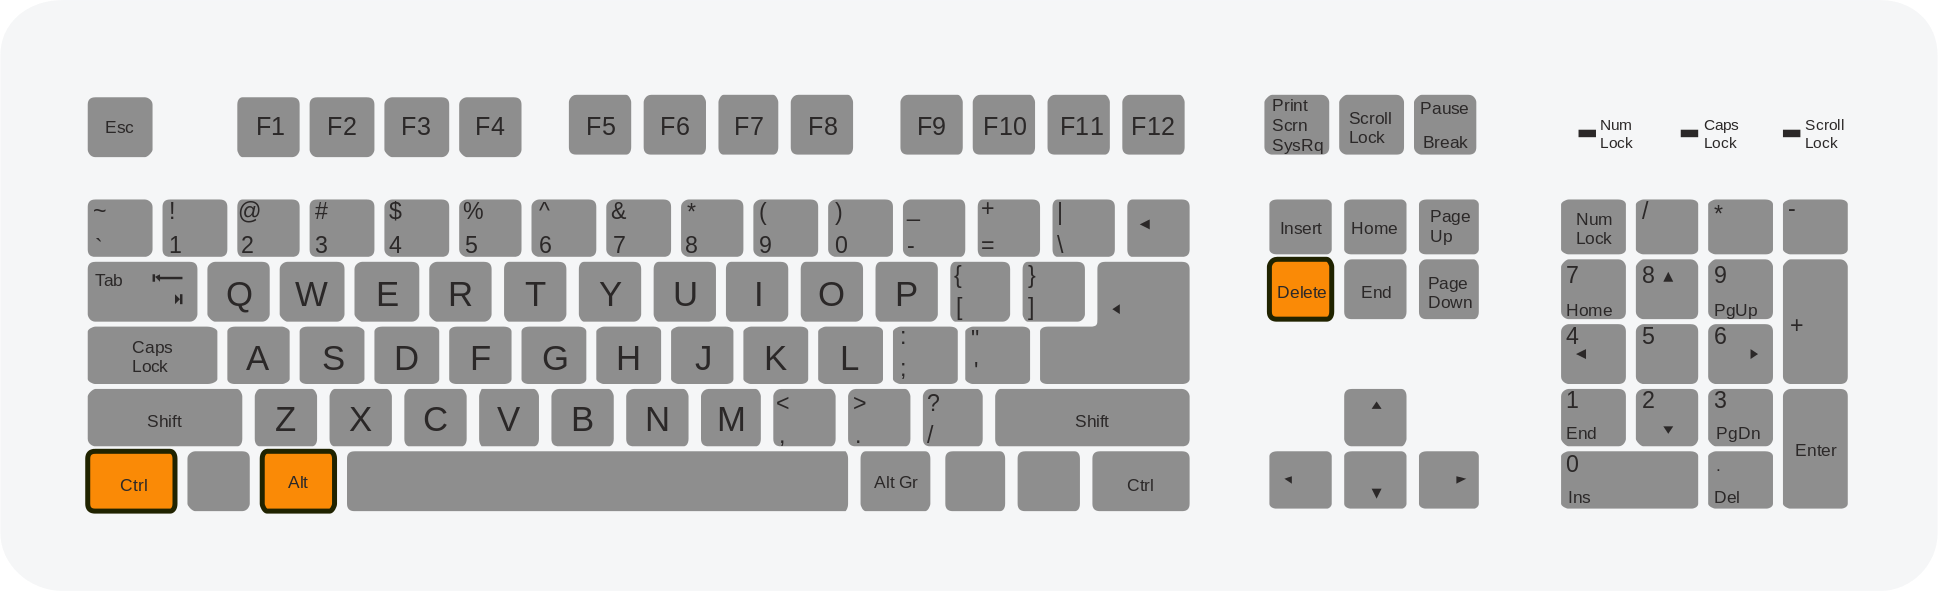 Esc
F1
F2
F3
F4
F5
F6
F7
F8
F9
F10
F11
F12
Print
Scrn
SysRq
Scroll
Lock
Pause
Break
Num
Lock
Caps
Lock
Scroll
Lock
~
`
!
1
@
2
#
3
$
4
%
5
^
6
&
7
*
8
(
9
)
0
_
-
+
=
|
\
Insert
Home
Page
Up
Num
Lock
/
*
-
Tab
Q
W
E
R
T
Y
U
I
O
P
{
[
}
]
Delete
End
Page
Down
7
Home
8
9
PgUp
+
Caps
Lock
A
S
D
F
G
H
J
K
L
:
;
"
'
4
5
6
Shift
Z
X
C
V
B
N
M
<
,
>
.
?
/
Shift
1
End
2
3
PgDn
Enter
Ctrl
Alt
Alt Gr
Ctrl
0
Ins
.
Del